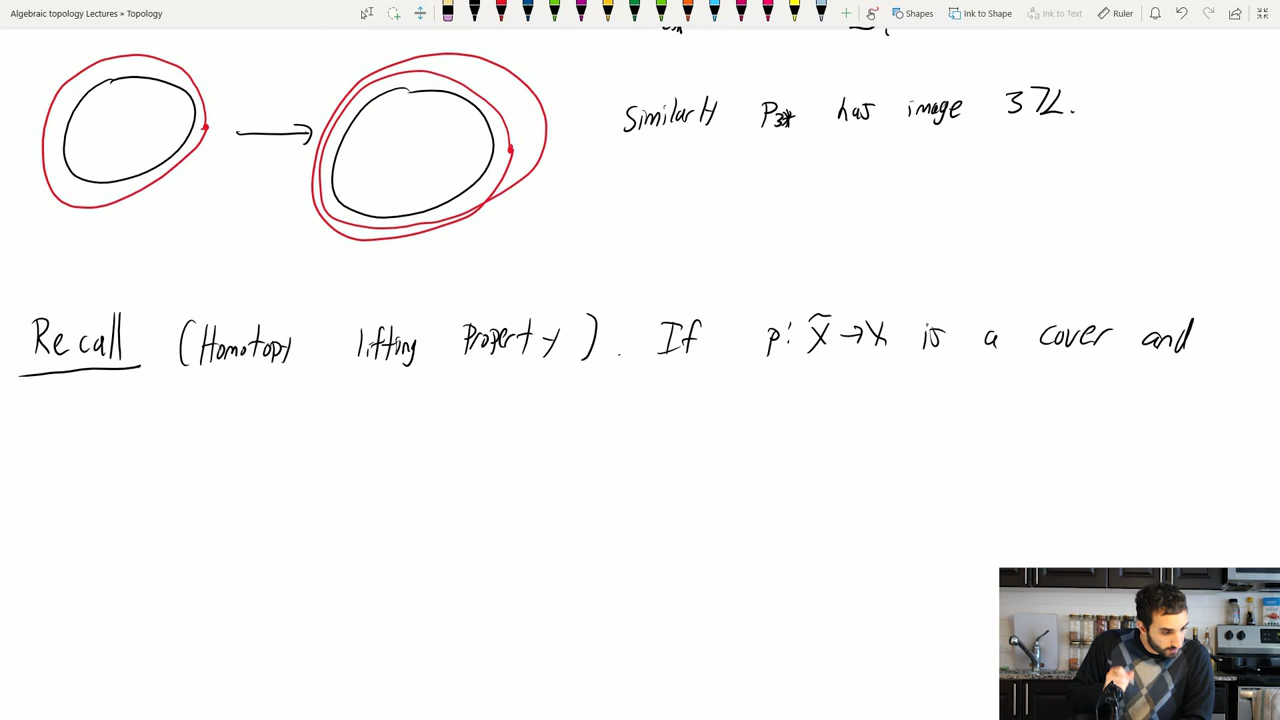 Algebraic topology Lectures » Topology
Shapes
Ink to Shape
Ink to Text
Ruler
Similarly P3* has image 3ℤ.
Recall (Homotopy lifting Property). If p: X̃→X is a cover and